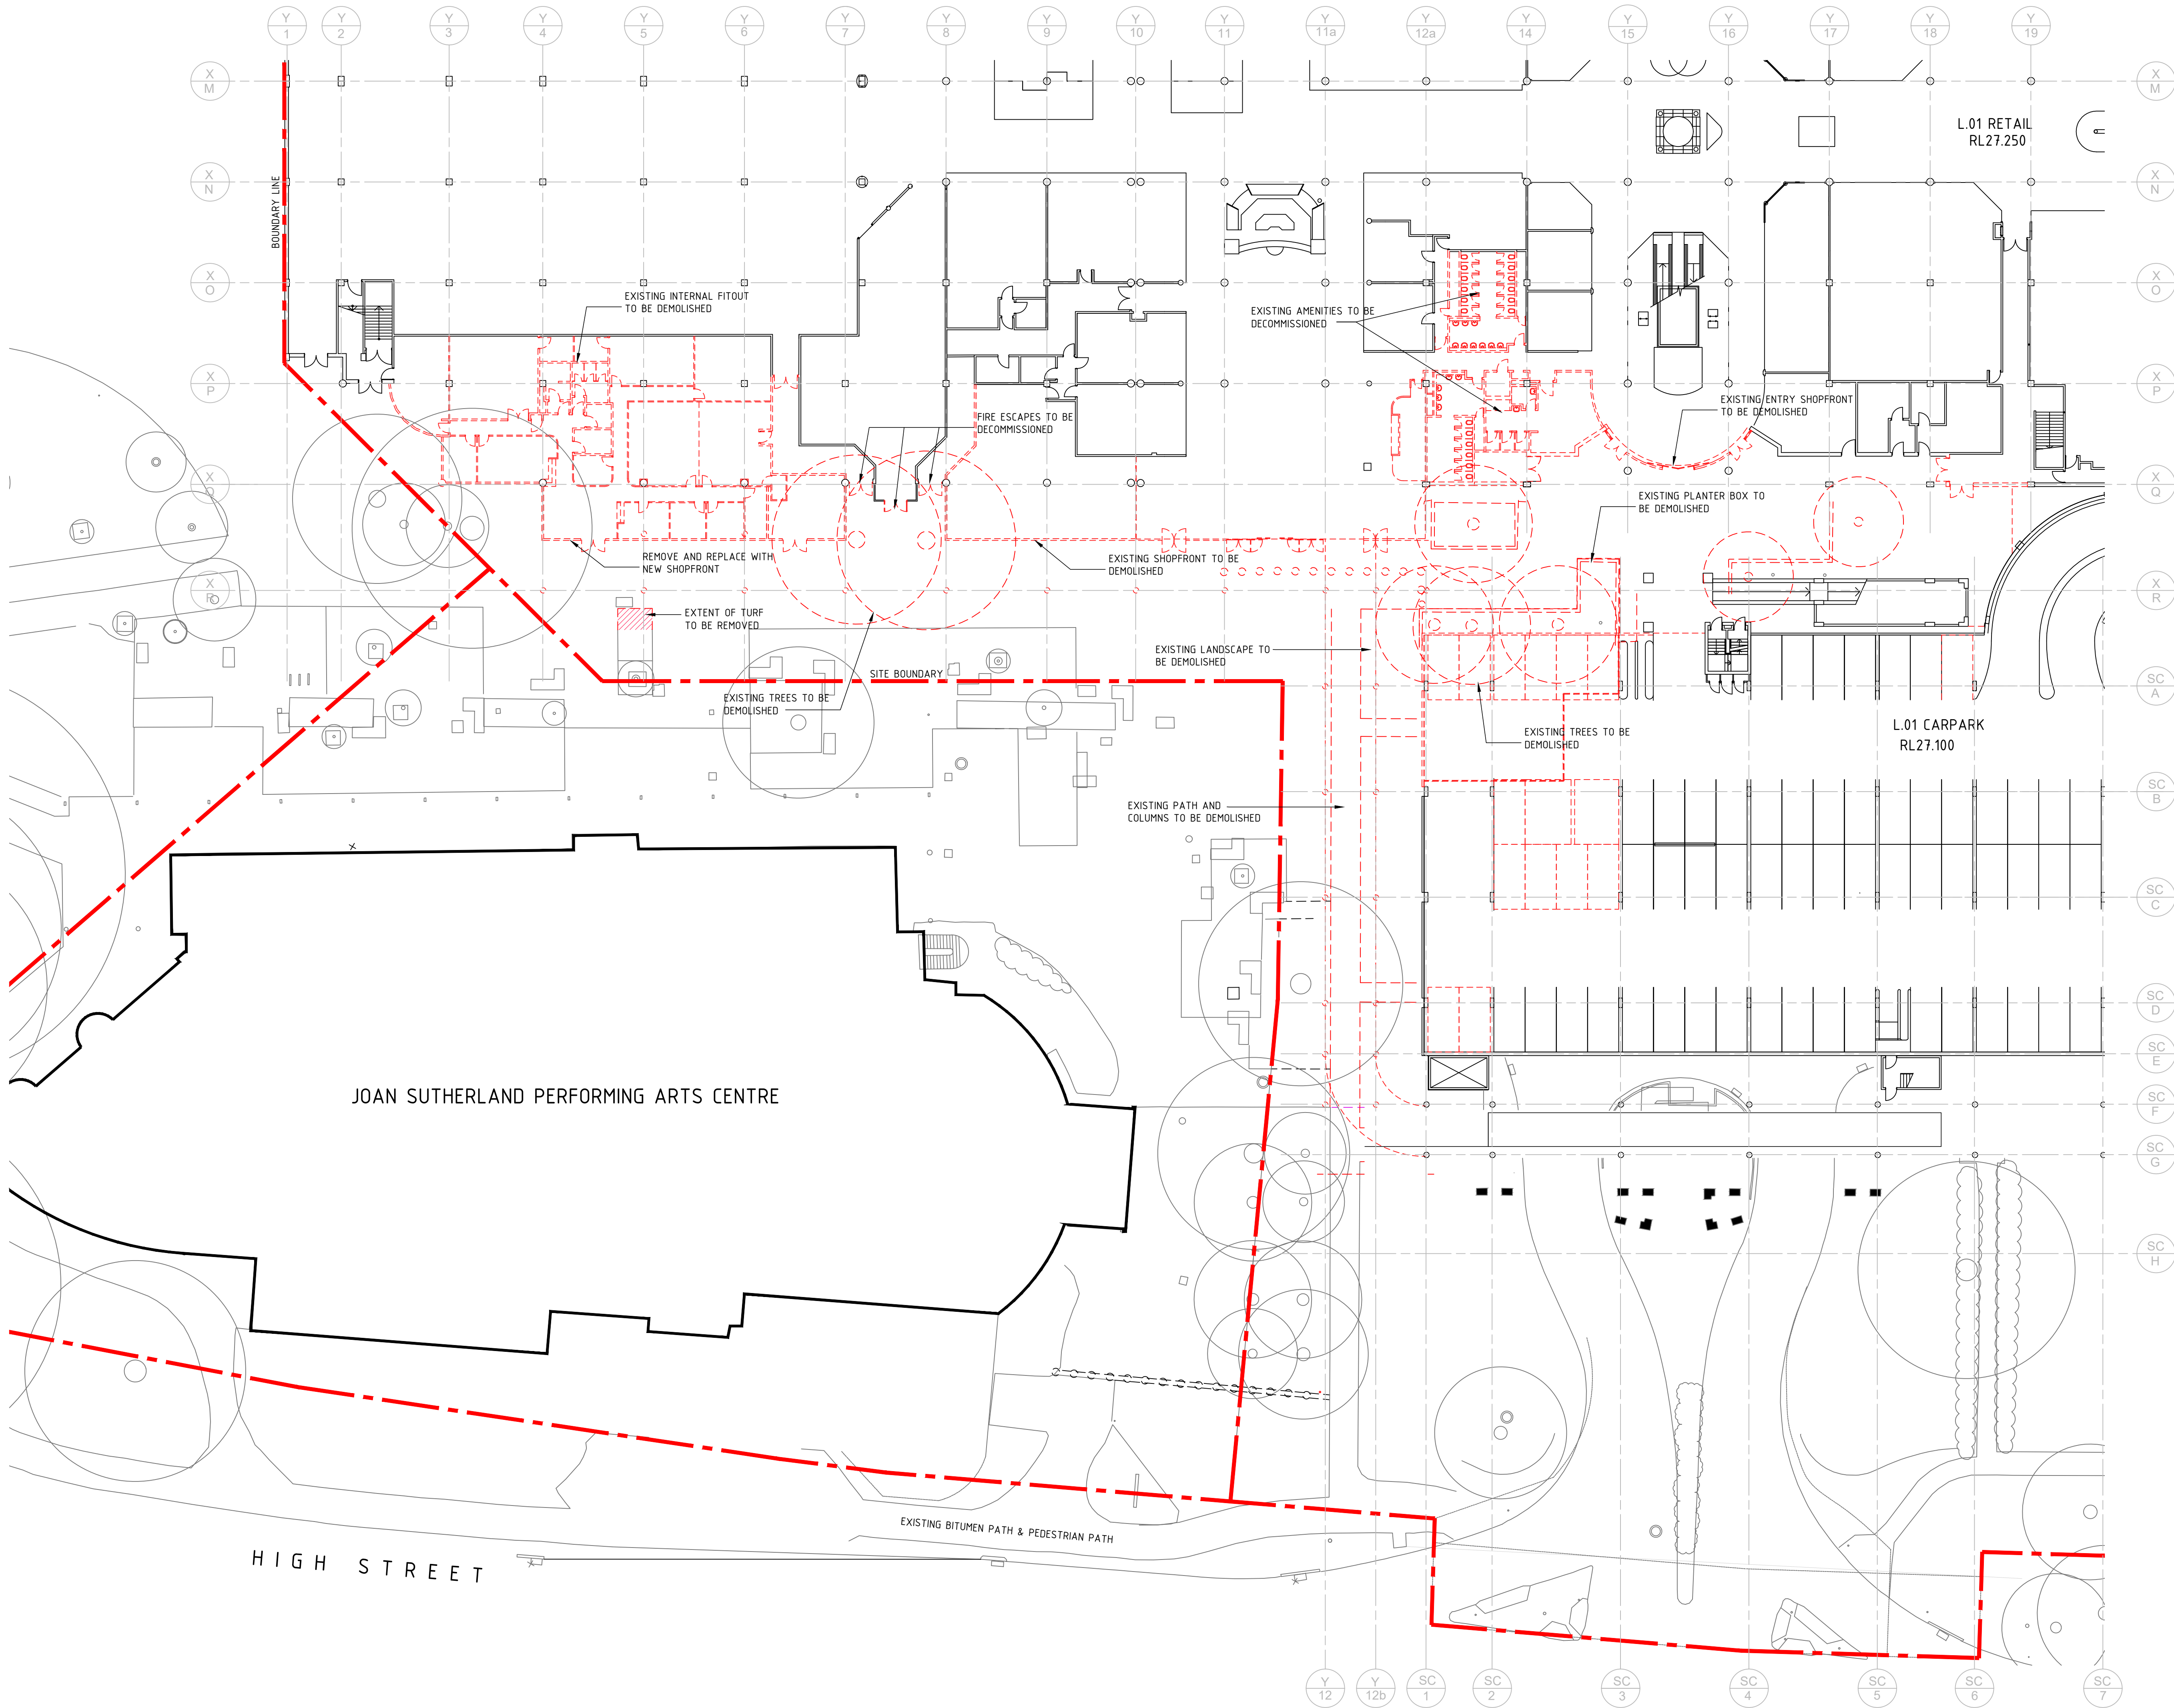 Y
1
Y
2
Y
3
Y
4
Y
5
Y
6
Y
7
Y
8
Y
9
Y
10
Y
11
Y
11a
Y
12a
Y
14
Y
15
Y
16
Y
17
Y
18
Y
19
X
M
X
M
L.01 RETAIL
RL27.250
X
N
X
N
BOUNDARY LINE
X
O
X
O
EXISTING INTERNAL FITOUT
TO BE DEMOLISHED
EXISTING AMENITIES TO BE
DECOMMISSIONED
X
P
X
P
EXISTING ENTRY SHOPFRONT
TO BE DEMOLISHED
FIRE ESCAPES TO BE
DECOMMISSIONED
X
Q
X
Q
EXISTING PLANTER BOX TO
BE DEMOLISHED
REMOVE AND REPLACE WITH
NEW SHOPFRONT
EXISTING SHOPFRONT TO BE
DEMOLISHED
X
R
X
R
EXTENT OF TURF
TO BE REMOVED
EXISTING LANDSCAPE TO
BE DEMOLISHED
SITE BOUNDARY
SC
A
EXISTING TREES TO BE
DEMOLISHED
EXISTING TREES TO BE
DEMOLISHED
L.01 CARPARK
RL27.100
SC
B
EXISTING PATH AND
COLUMNS TO BE DEMOLISHED
SC
C
SC
D
SC
E
JOAN SUTHERLAND PERFORMING ARTS CENTRE
SC
F
SC
G
SC
H
EXISTING BITUMEN PATH & PEDESTRIAN PATH
HIGH STREET
Y
12
Y
12b
SC
1
SC
2
SC
3
SC
4
SC
5
SC
6
SC
7